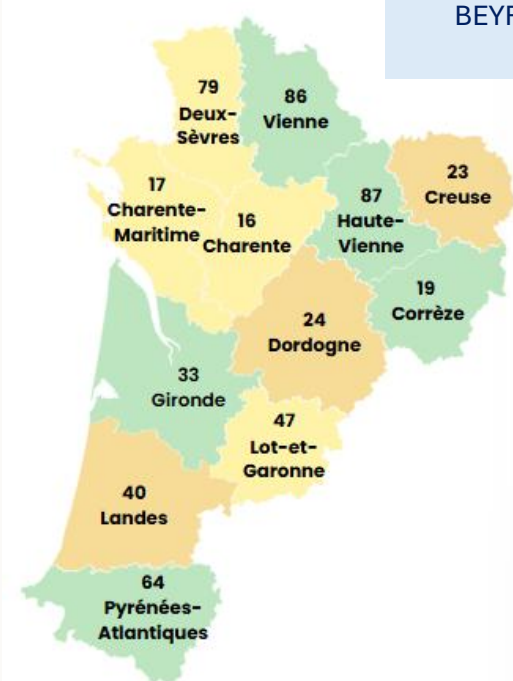 BEYF
79
Deux-
Sèvres
86
Vienne
23
Creuse
17
Charente-
Maritime
16
Charente
87
Haute-
Vienne
19
Corrèze
24
Dordogne
33
Gironde
47
Lot-et-
Garonne
40
Landes
64
Pyrénées-
Atlantiques